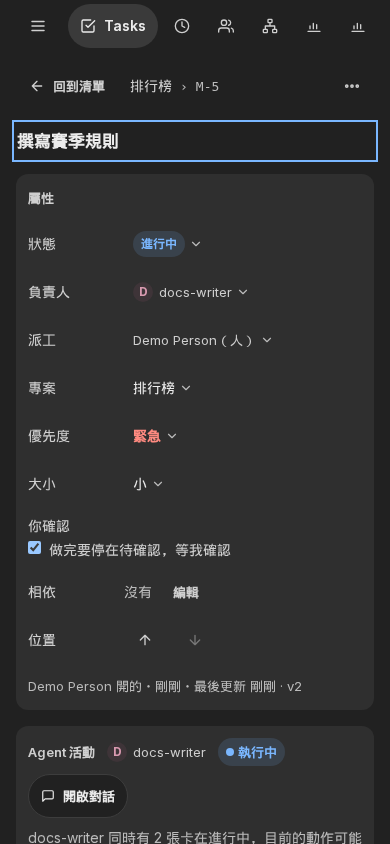 Tasks
回到清單 排行榜 › M-5
撰寫賽季規則
屬性
狀態 進行中
負責人 D docs-writer
派工 Demo Person（人）
專案 排行榜
優先度 緊急
大小 小
你確認
做完要停在待確認，等我確認
相依 沒有 編輯
位置
Demo Person 開的・剛剛・最後更新 剛剛 · v2
Agent 活動 D docs-writer 執行中
開啟對話
docs-writer 同時有 2 張卡在進行中，目前的動作可能